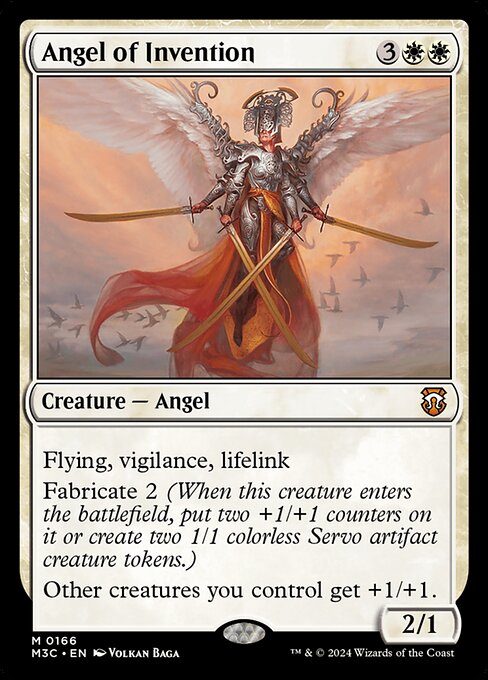 Angel of Invention 3
Creature — Angel
Flying, vigilance, lifelink
Fabricate 2 (When this creature enters
the battlefield, put two +1/+1 counters on
it or create two 1/1 colorless Servo artifact
creature tokens.)
Other creatures you control get +1/+1.
2/1
M 0166
M3C • EN Volkan Baga
™ & © 2024 Wizards of the Coast